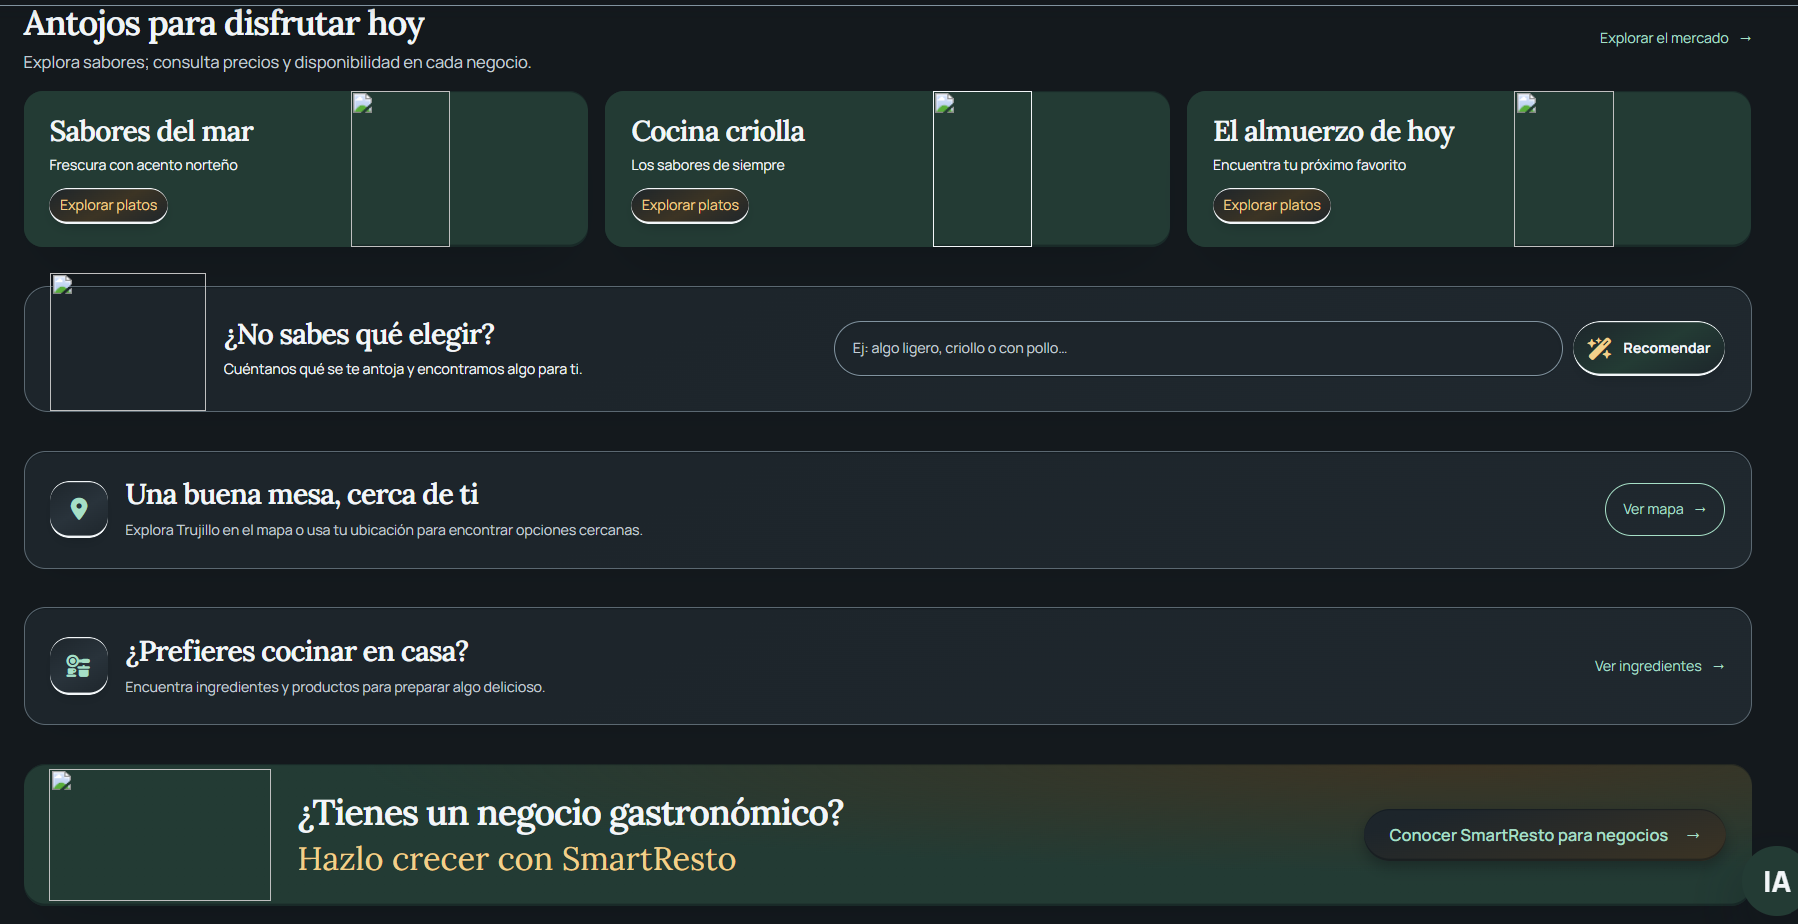 Antojos para disfrutar hoy
Explorar el mercado →
Explora sabores; consulta precios y disponibilidad en cada negocio.
Sabores del mar
Frescura con acento norteño
Explorar platos
Cocina criolla
Los sabores de siempre
Explorar platos
El almuerzo de hoy
Encuentra tu próximo favorito
Explorar platos
¿No sabes qué elegir?
Cuéntanos qué se te antoja y encontramos algo para ti.
Ej: algo ligero, criollo o con pollo...
Recomendar
Una buena mesa, cerca de ti
Explora Trujillo en el mapa o usa tu ubicación para encontrar opciones cercanas.
Ver mapa →
¿Prefieres cocinar en casa?
Encuentra ingredientes y productos para preparar algo delicioso.
Ver ingredientes →
¿Tienes un negocio gastronómico?
Hazlo crecer con SmartResto
Conocer SmartResto para negocios →
IA